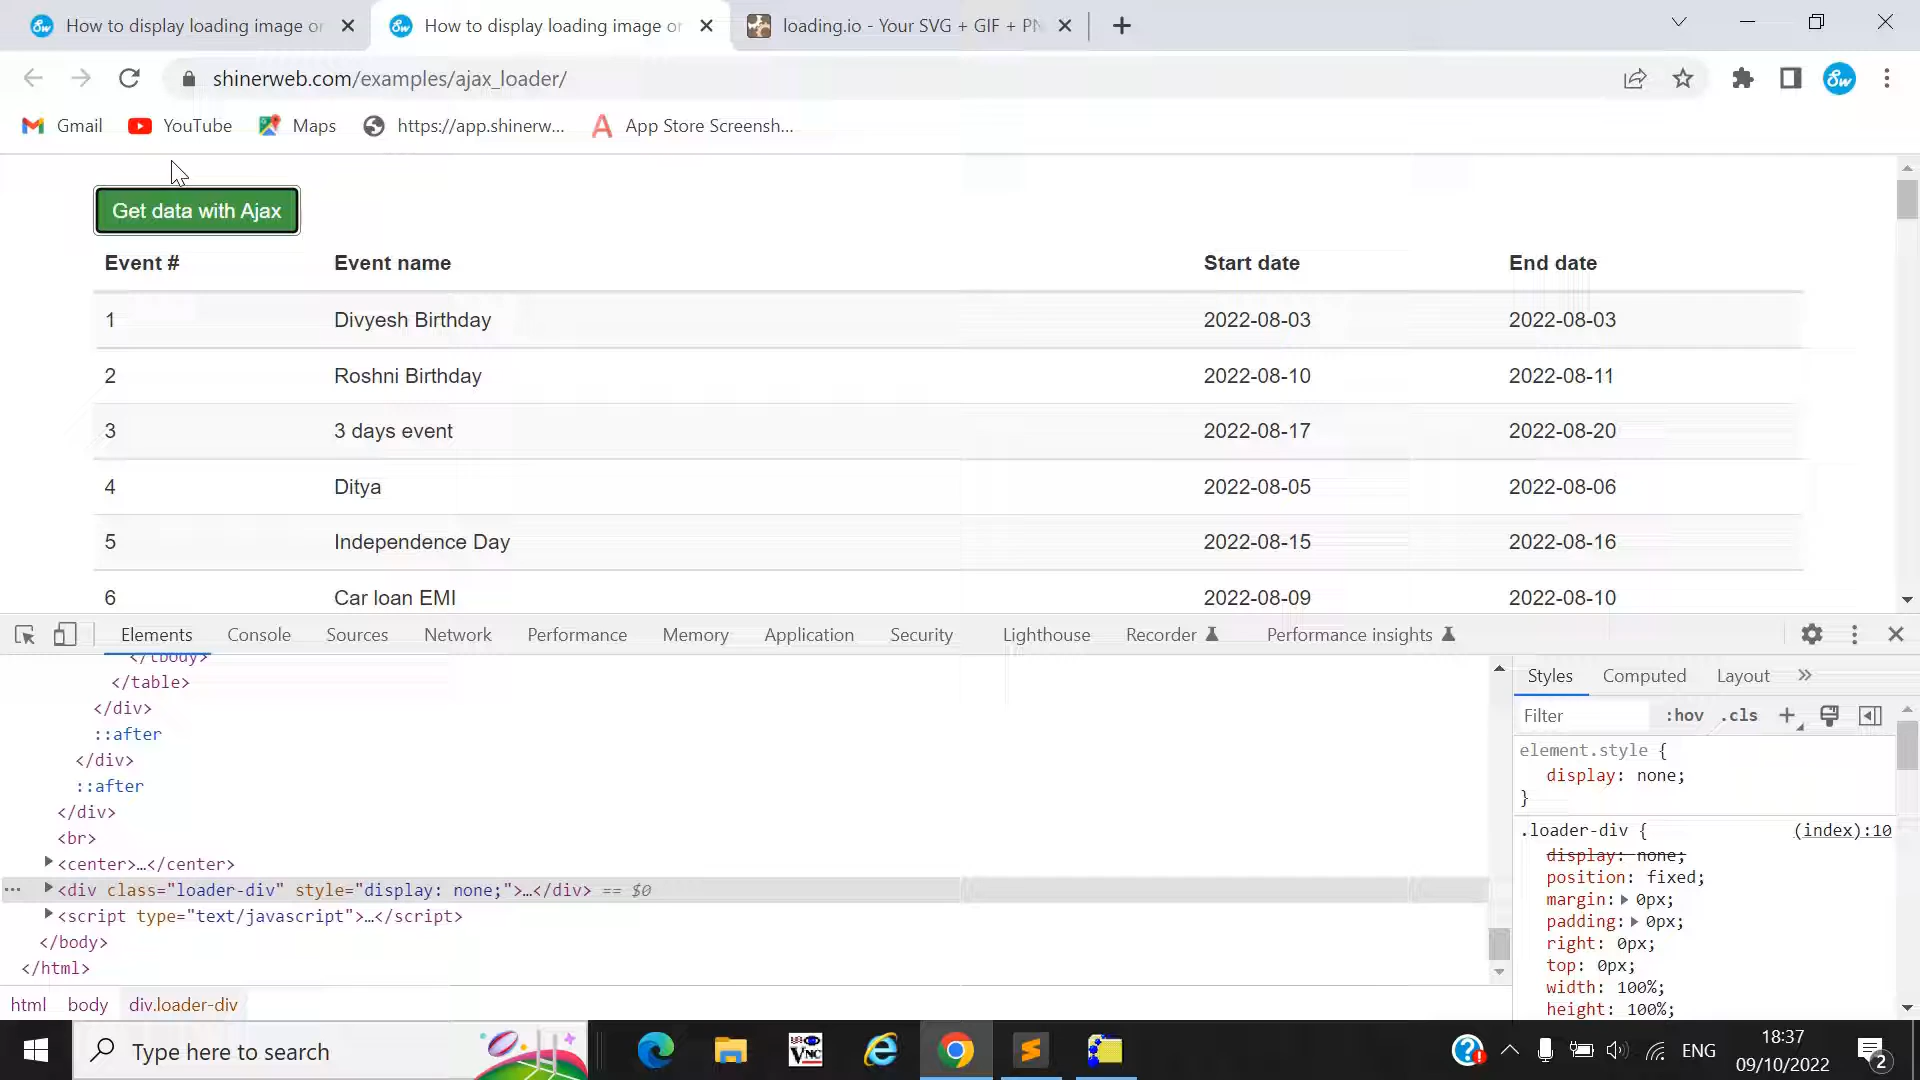 How to display loading image or
How to display loading image or
loading.io - Your SVG + GIF + PN
shinerweb.com/examples/ajax_loader/
Sw
Gmail
YouTube
Maps
https://app.shinerw...
App Store Screensh...
Get data with Ajax
Event # Event name Start date End date
1 Divyesh Birthday 2022-08-03 2022-08-03
2 Roshni Birthday 2022-08-10 2022-08-11
3 3 days event 2022-08-17 2022-08-20
4 Ditya 2022-08-05 2022-08-06
5 Independence Day 2022-08-15 2022-08-16
6 Car loan EMI 2022-08-09 2022-08-10
Elements Console Sources Network Performance Memory Application Security Lighthouse Recorder Performance insights
</tbody>
</table>
</div>
::after
</div>
::after
</div>
<br>
<center>…</center>
<div class="loader-div" style="display: none;">…</div> == $0
<script type="text/javascript">…</script>
</body>
</html>
html body div.loader-div
Styles Computed Layout
Filter :hov .cls
element.style {
display: none;
}
.loader-div { (index):10
display: none;
position: fixed;
margin: 0px;
padding: 0px;
right: 0px;
top: 0px;
width: 100%;
height: 100%;
Type here to search
VNC
ENG
18:37
09/10/2022
2